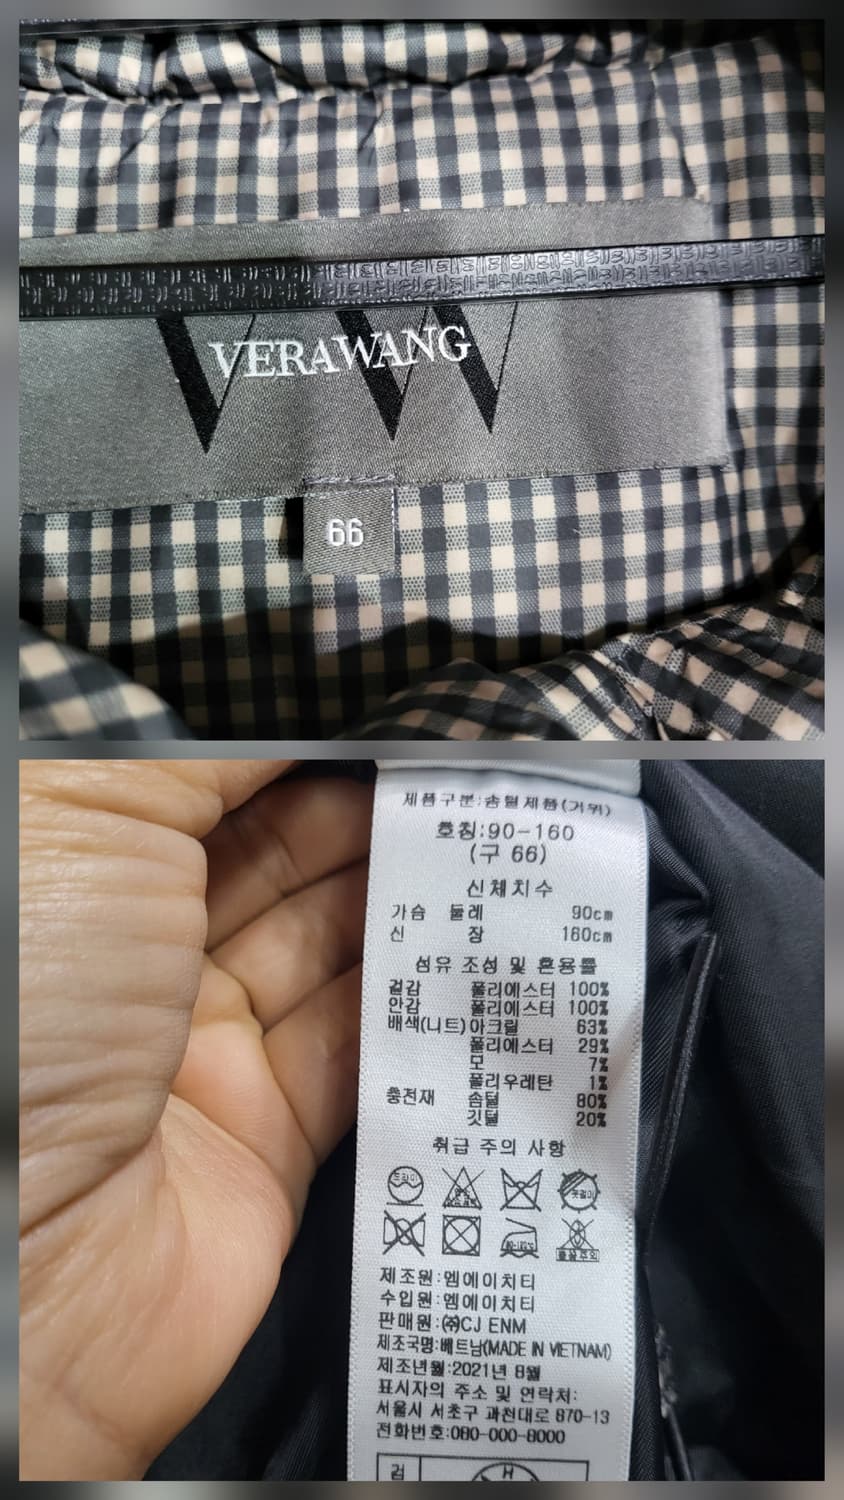 VERAWANG
66
제품구분:솜털제품(거위)
호칭:90-160
(구 66)
신체치수
가슴 둘레 90cm
신 장 160cm
섬유 조성 및 혼용률
겉감 폴리에스터 100%
안감 폴리에스터 100%
배색(니트) 아크릴 63%
폴리에스터 29%
모 7%
폴리우레탄 1%
충전재 솜털 80%
깃털 20%
취급 주의 사항
드라이
옷걸이
제조원:엠에이치티
수입원:엠에이치티
판매원:㈜CJ ENM
제조국명:베트남(MADE IN VIETNAM)
제조년월:2021년 8월
표시자의 주소 및 연락처:
서울시 서초구 과천대로 870-13
전화번호:080-000-8000
검